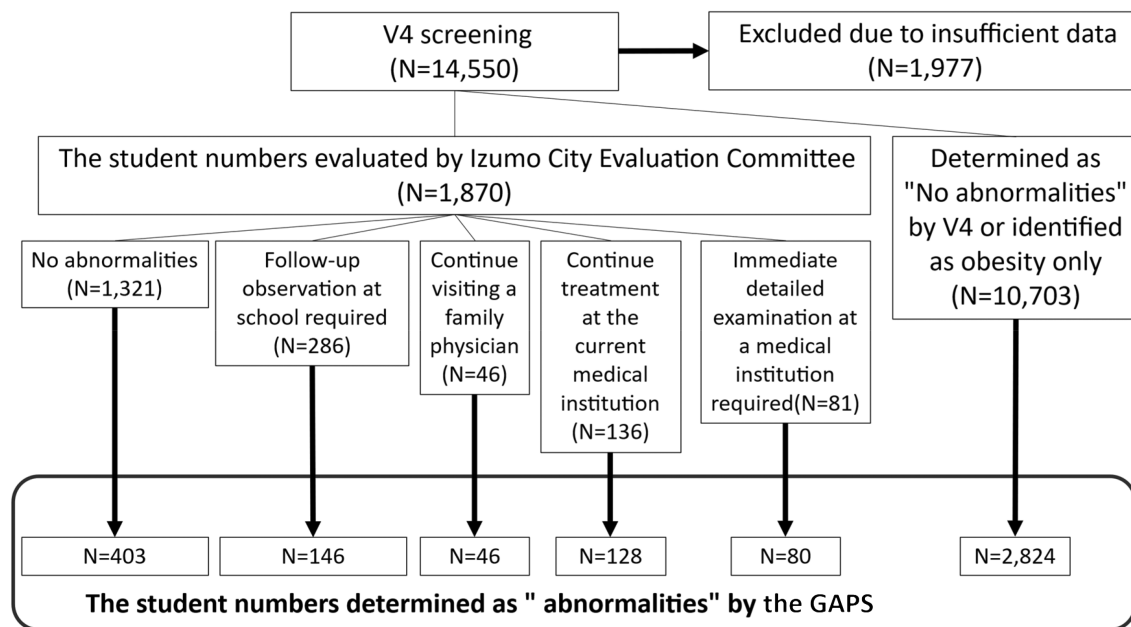 V4 screening
(N=14,550)
Excluded due to insufficient data
(N=1,977)
The student numbers evaluated by Izumo City Evaluation Committee
(N=1,870)
Determined as
"No abnormalities"
by V4 or identified
as obesity only
(N=10,703)
No abnormalities
(N=1,321)
Follow-up
observation at
school required
(N=286)
Continue
visiting a
family
physician
(N=46)
Continue
treatment
at the
current
medical
institution
(N=136)
Immediate
detailed
examination at
a medical
institution
required(N=81)
N=403
N=146
N=46
N=128
N=80
N=2,824
The student numbers determined as " abnormalities" by the GAPS